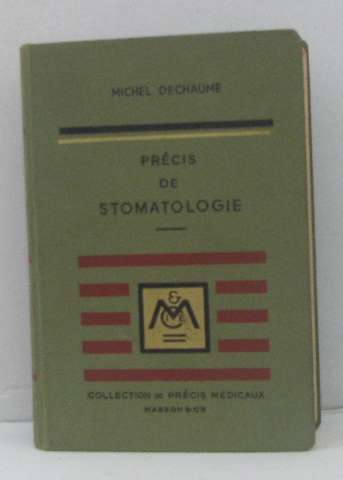 MICHEL DECHAUME
PRÉCIS
DE
STOMATOLOGIE
&
M
C͟I͟E͟
COLLECTION DE PRÉCIS MÉDICAUX
MASSON & CIE